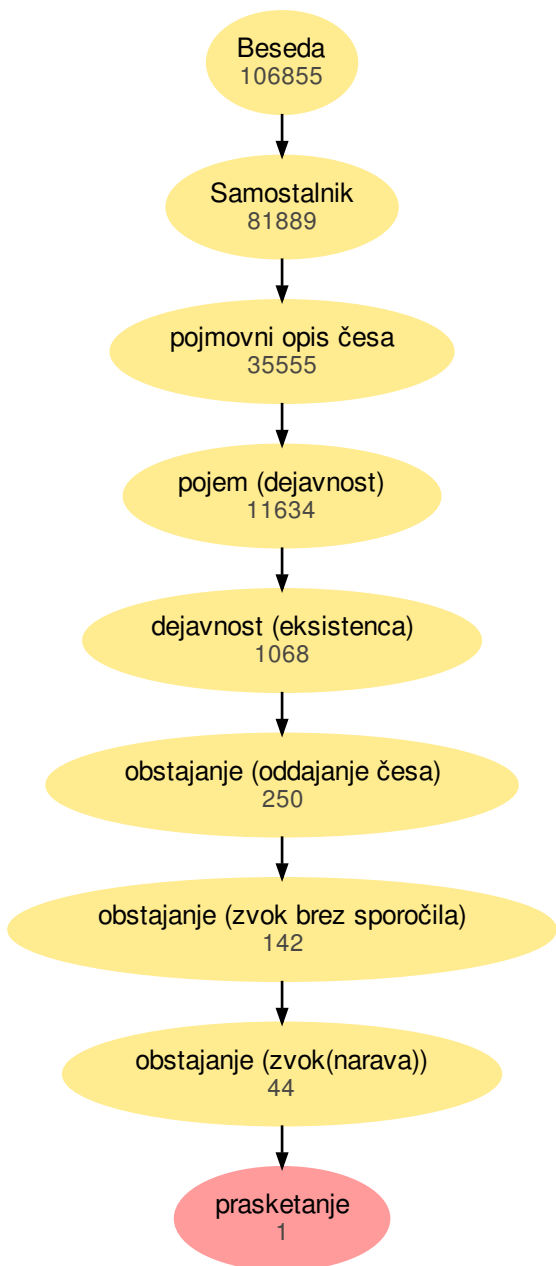 Beseda
106855
Samostalnik
81889
pojmovni opis česa
35555
pojem (dejavnost)
11634
dejavnost (eksistenca)
1068
obstajanje (oddajanje česa)
250
obstajanje (zvok brez sporočila)
142
obstajanje (zvok(narava))
44
prasketanje
1